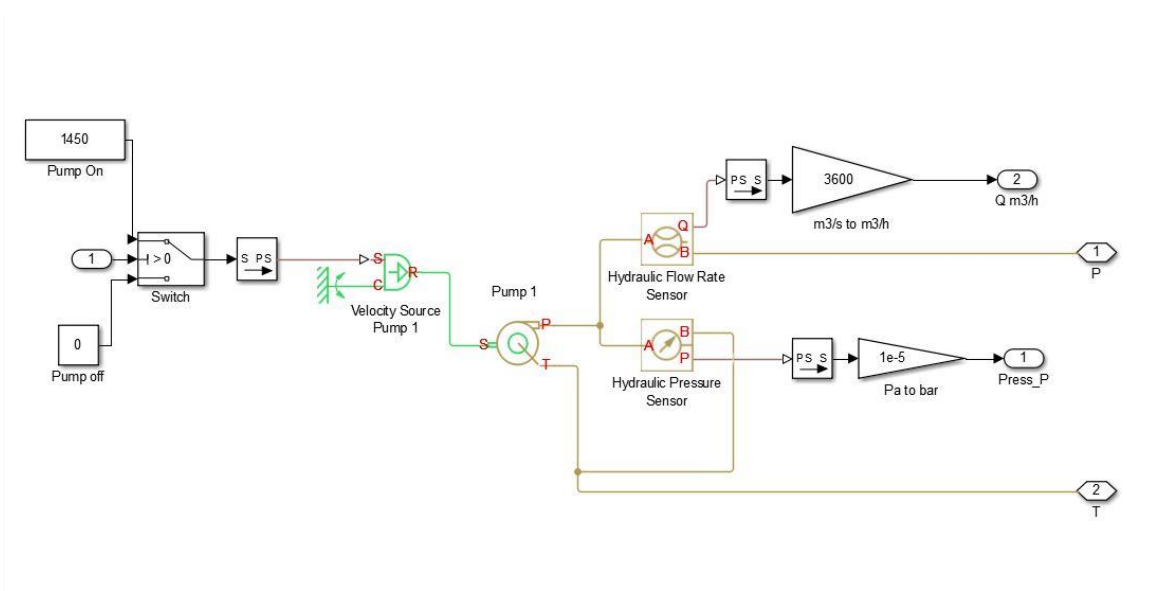 1450
Pump On
1
> 0
Switch
0
Pump off
S PS
S
C
R
Velocity Source
Pump 1
Pump 1
S
P
T
A
Q
B
Hydraulic Flow Rate
Sensor
A
B
P
Hydraulic Pressure
Sensor
PS S
3600
m3/s to m3/h
2
Q m3/h
1
P
PS S
1e-5
Pa to bar
1
Press_P
2
T